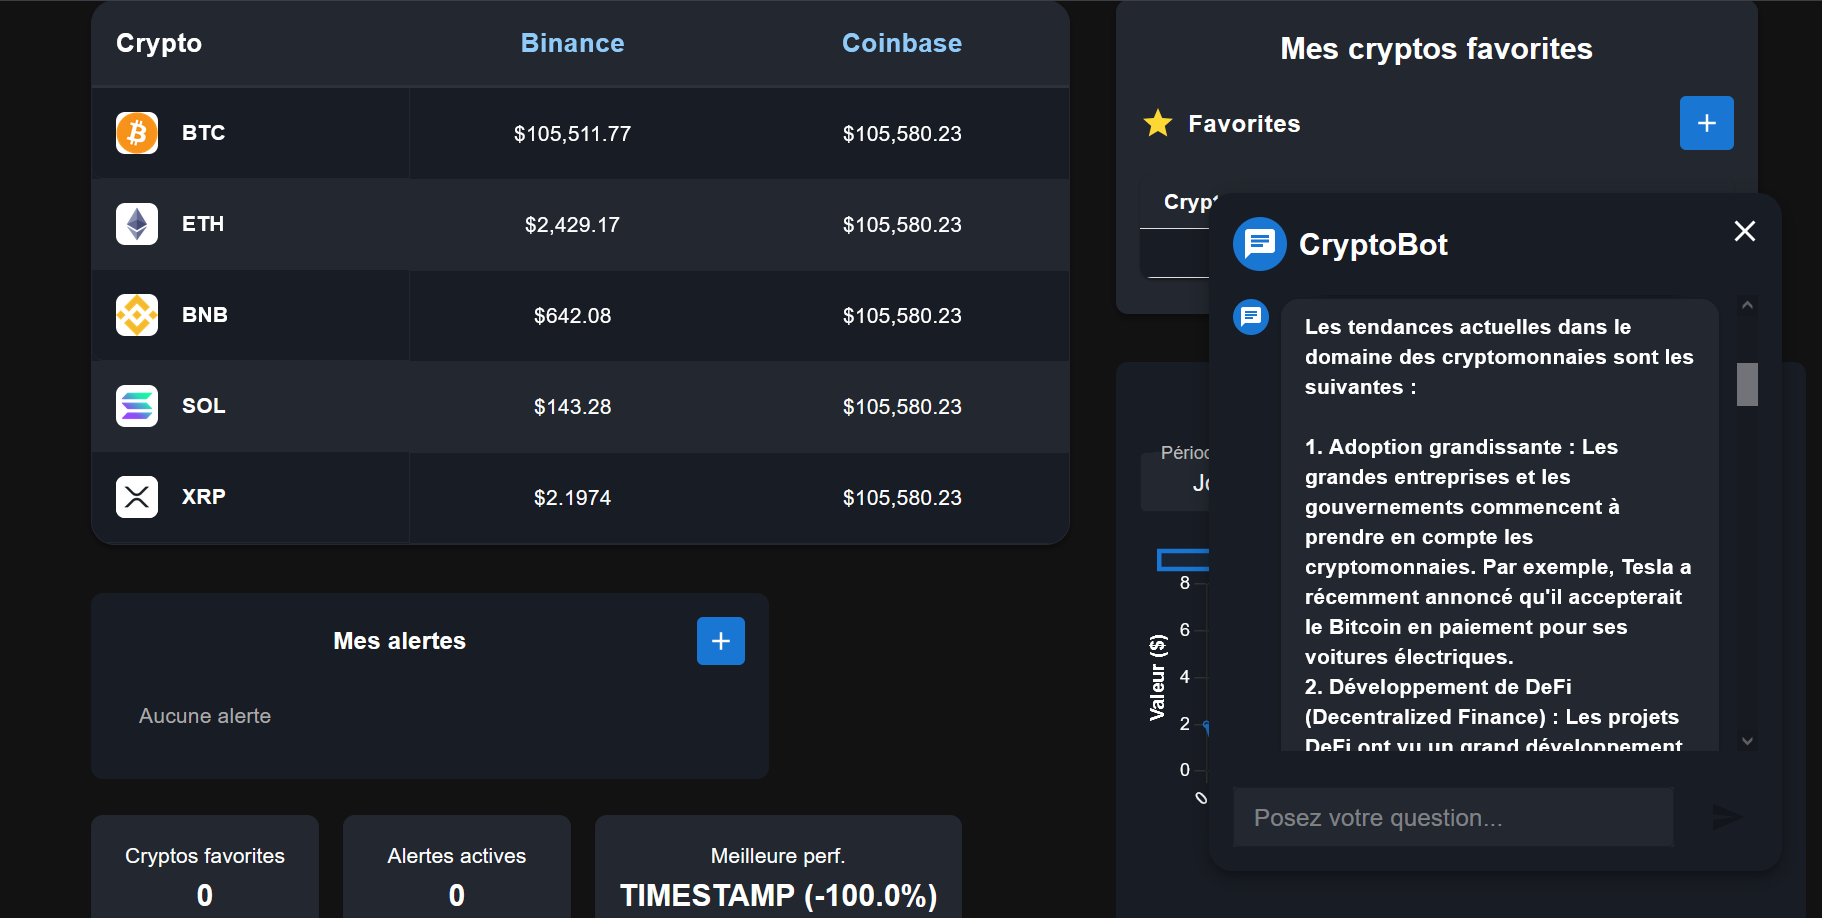 Crypto Binance Coinbase
BTC $105,511.77 $105,580.23
ETH $2,429.17 $105,580.23
BNB $642.08 $105,580.23
SOL $143.28 $105,580.23
XRP $2.1974 $105,580.23
Mes alertes
Aucune alerte
Cryptos favorites
0
Alertes actives
0
Meilleure perf.
TIMESTAMP (-100.0%)
Mes cryptos favorites
Favorites
Valeur ($)
8
6
4
2
0
0
CryptoBot
Les tendances actuelles dans le
domaine des cryptomonnaies sont les
suivantes :
1. Adoption grandissante : Les
grandes entreprises et les
gouvernements commencent à
prendre en compte les
cryptomonnaies. Par exemple, Tesla a
récemment annoncé qu'il accepterait
le Bitcoin en paiement pour ses
voitures électriques.
2. Développement de DeFi
(Decentralized Finance) : Les projets
DeFi ont vu un grand développement
Posez votre question...